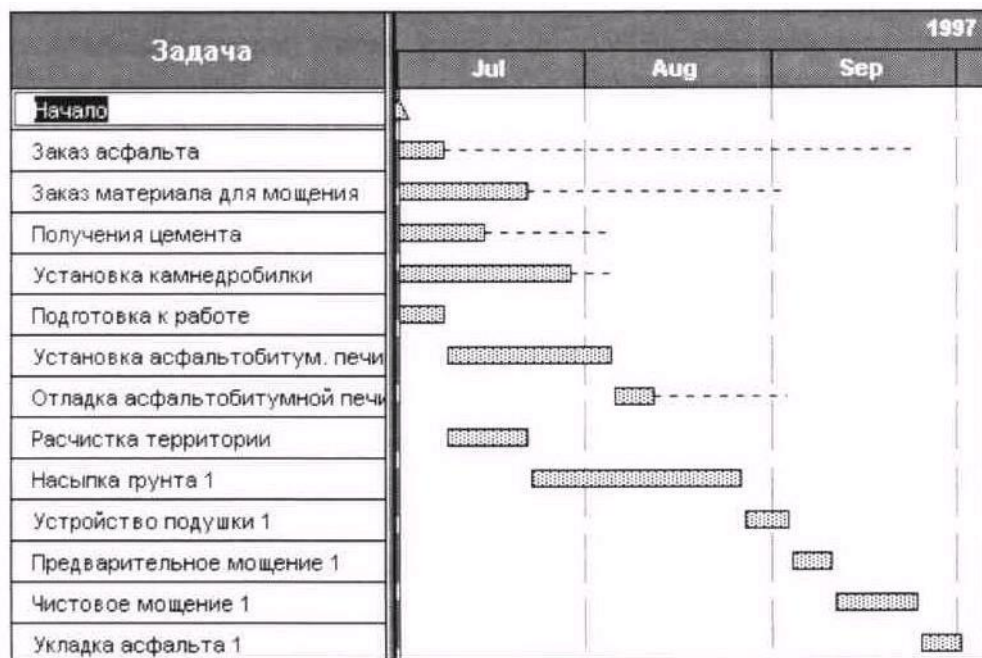 1997
Задача
Jul Aug Sep
Начало
Заказ асфальта
Заказ материала для мощения
Получения цемента
Установка камнедробилки
Подготовка к работе
Установка асфальтобитум. печи
Отладка асфальтобитумной печи
Расчистка территории
Насыпка грунта 1
Устройство подушки 1
Предварительное мощение 1
Чистовое мощение 1
Укладка асфальта 1